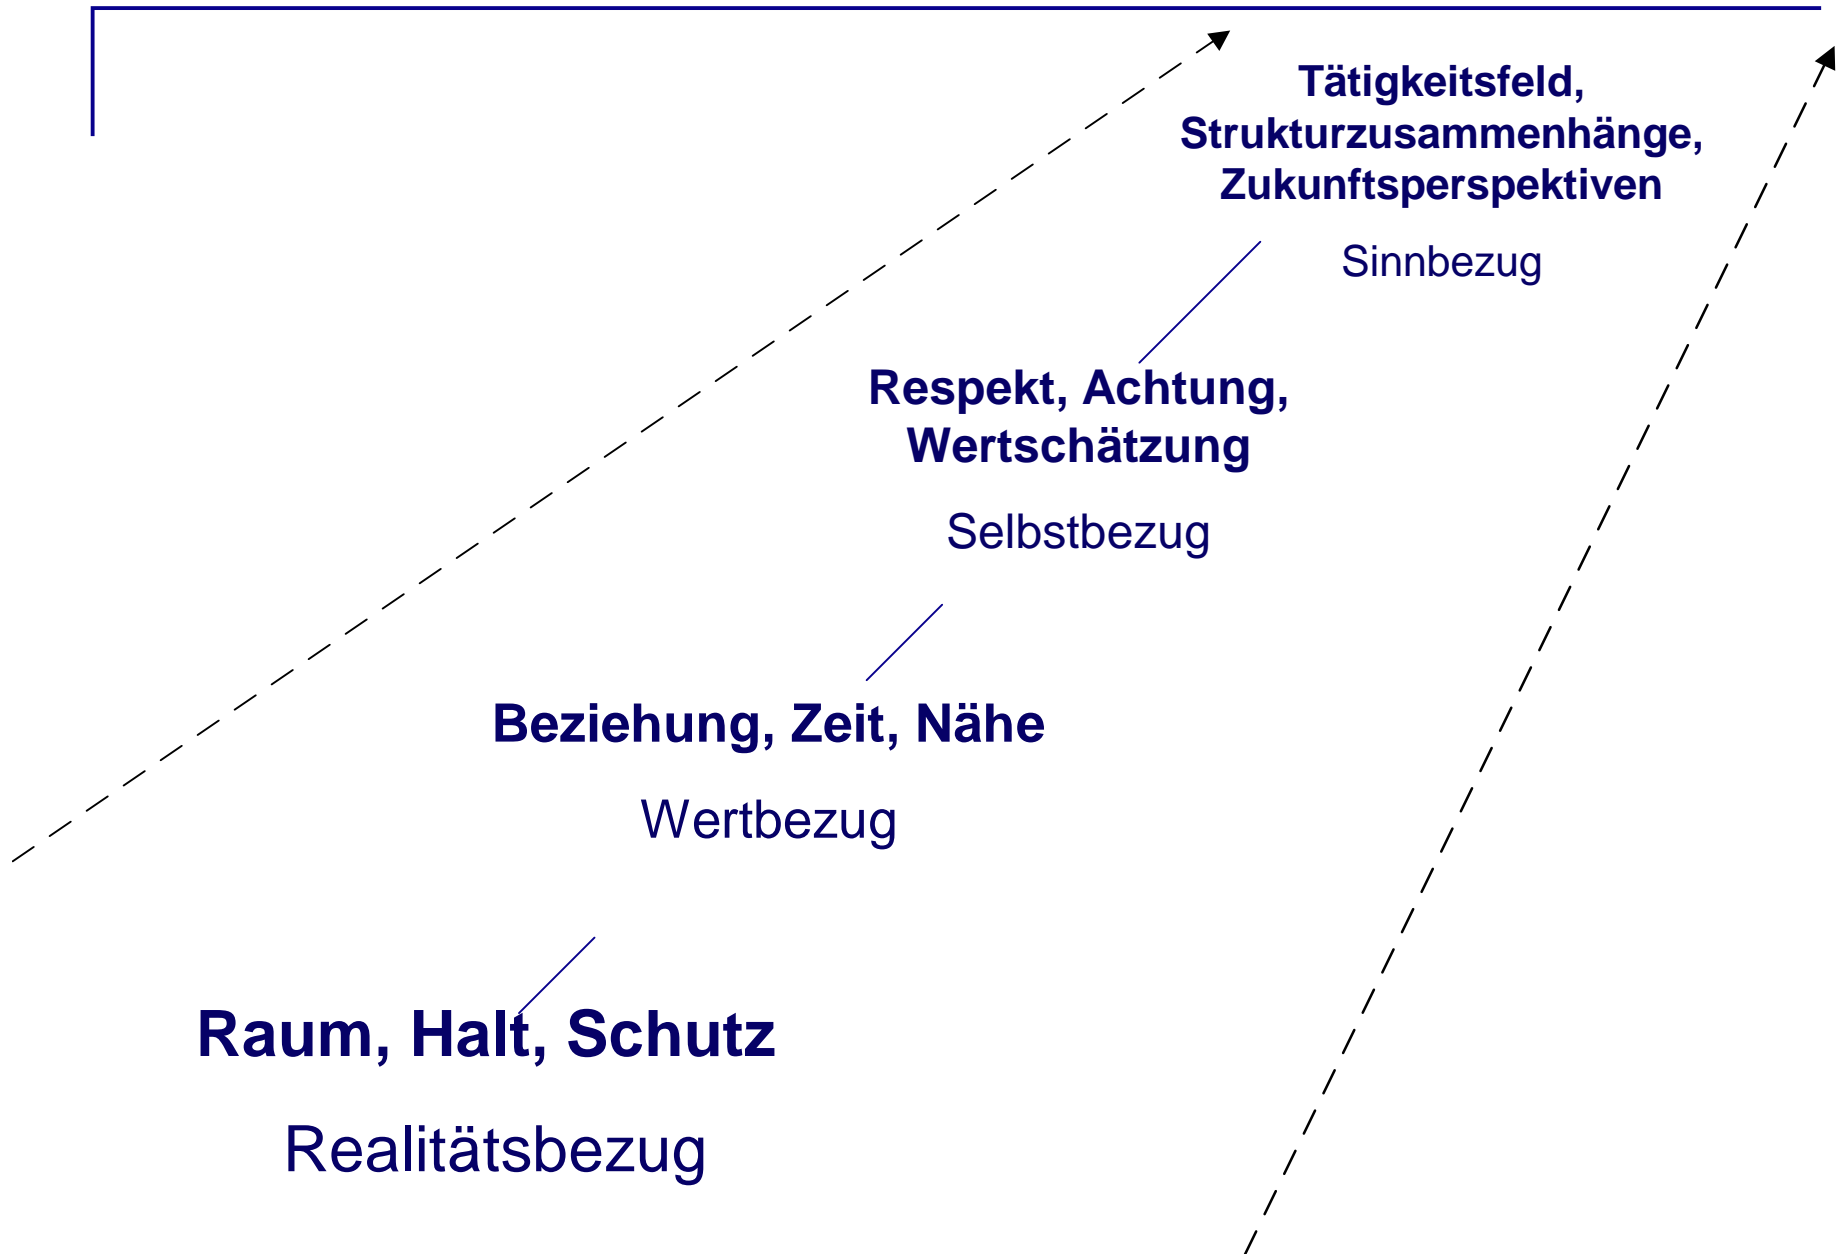 Tätigkeitsfeld,
Strukturzusammenhänge,
Zukunftsperspektiven
Sinnbezug
Respekt, Achtung,
Wertschätzung
Selbstbezug
Beziehung, Zeit, Nähe
Wertbezug
Raum, Halt, Schutz
Realitätsbezug